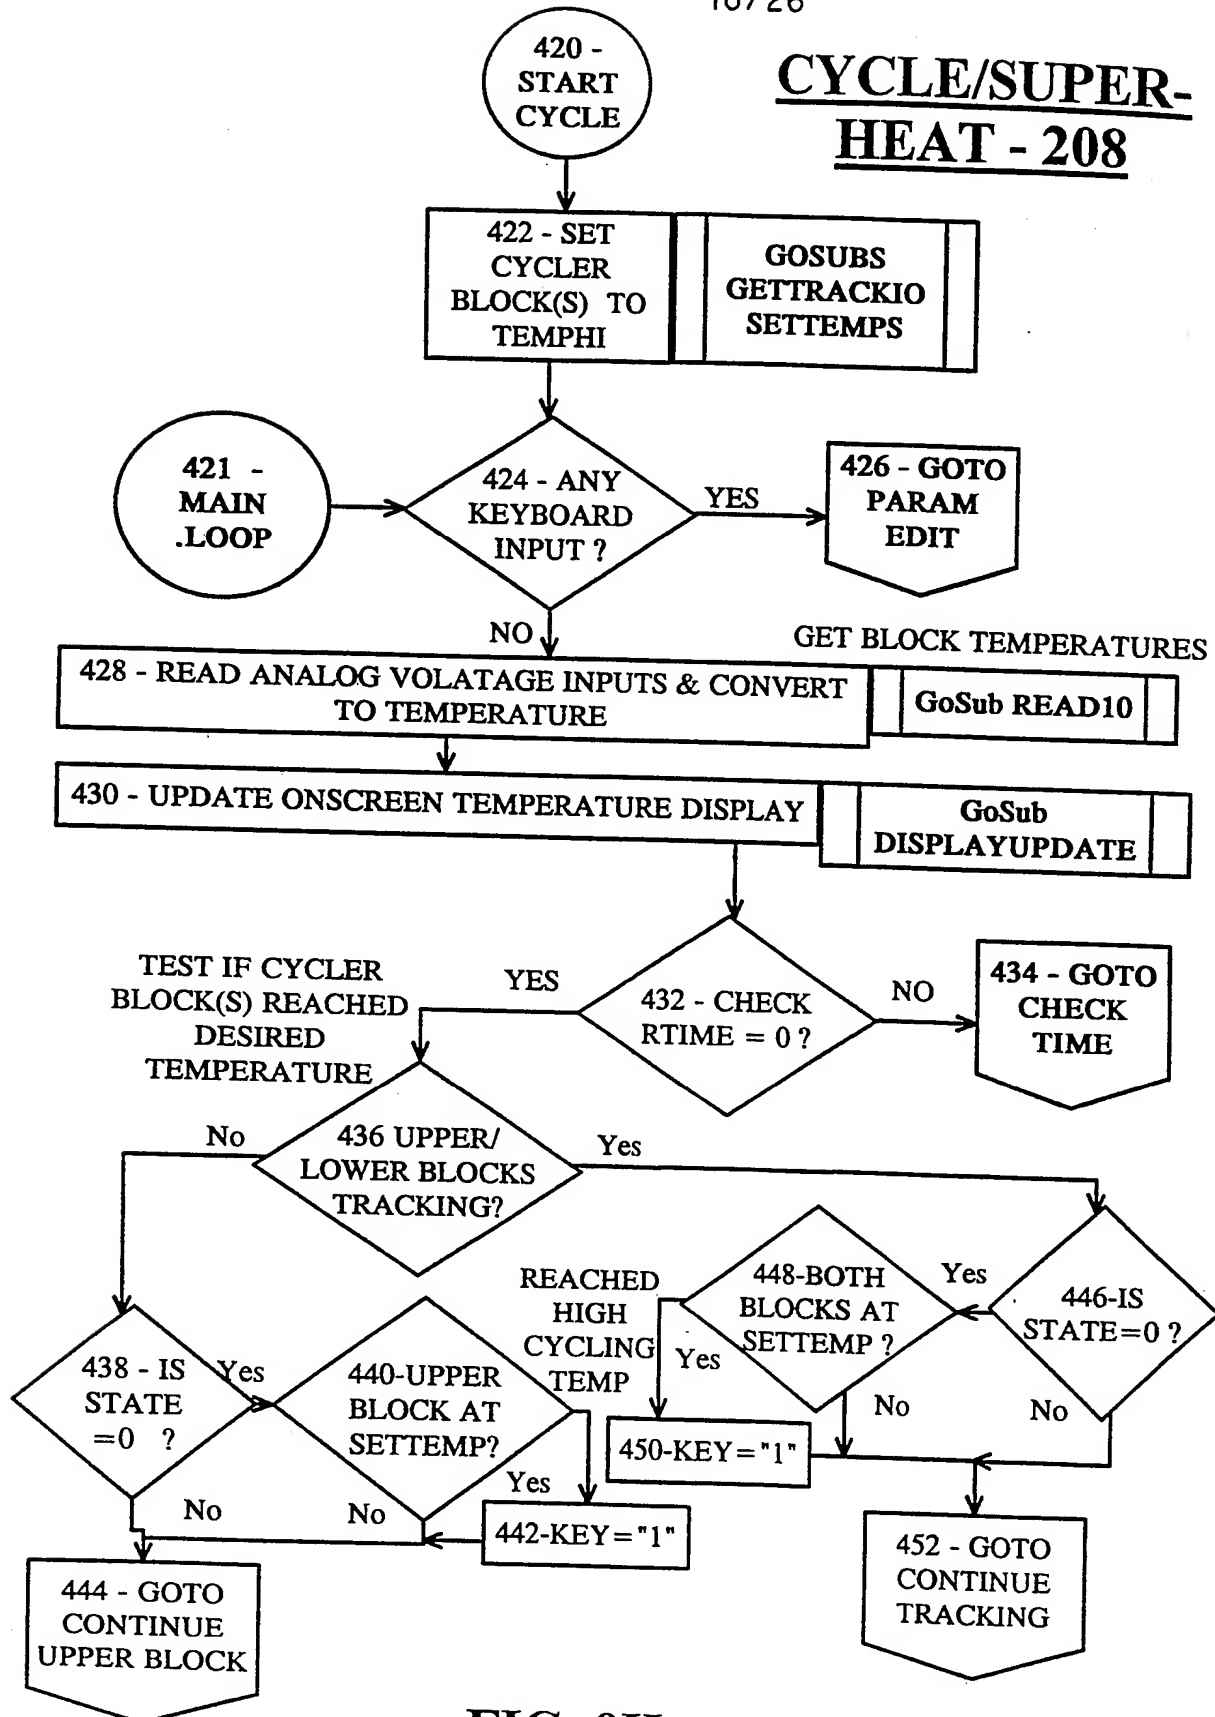 CYCLE/SUPER-
HEAT - 208
420 -
START
CYCLE
422 - SET
CYCLER
BLOCK(S) TO
TEMPHI
GOSUBS
GETTRACKIO
SETTEMPS
421 -
MAIN
.LOOP
424 - ANY
KEYBOARD
INPUT ?
YES
426 - GOTO
PARAM
EDIT
NO
GET BLOCK TEMPERATURES
428 - READ ANALOG VOLATAGE INPUTS & CONVERT
TO TEMPERATURE
GoSub READ10
430 - UPDATE ONSCREEN TEMPERATURE DISPLAY
GoSub
DISPLAYUPDATE
TEST IF CYCLER
BLOCK(S) REACHED
DESIRED
TEMPERATURE
YES
432 - CHECK
RTIME = 0 ?
NO
434 - GOTO
CHECK
TIME
No
436 UPPER/
LOWER BLOCKS
TRACKING?
Yes
REACHED
HIGH
CYCLING
TEMP
448-BOTH
BLOCKS AT
SETTEMP ?
Yes
446-IS
STATE=0 ?
Yes
No
No
438 - IS
STATE
=0 ?
Yes
440-UPPER
BLOCK AT
SETTEMP?
450-KEY="1"
Yes
No
No
442-KEY="1"
444 - GOTO
CONTINUE
UPPER BLOCK
452 - GOTO
CONTINUE
TRACKING